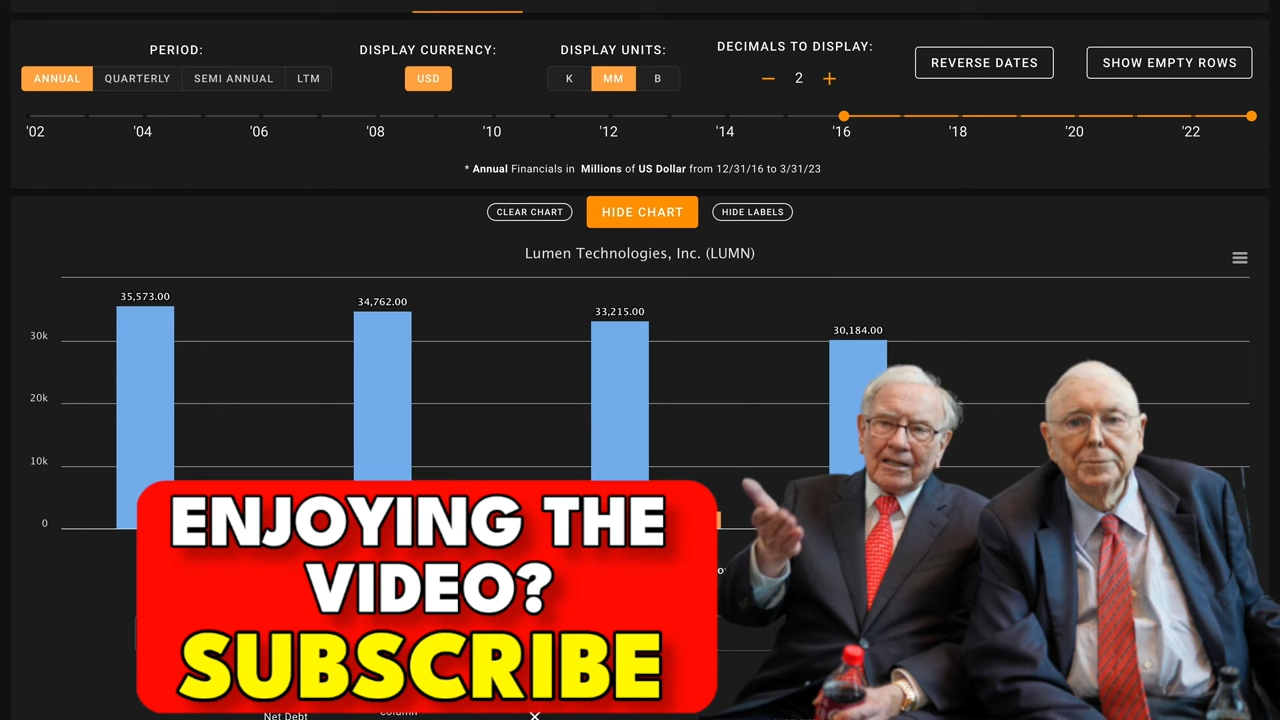 PERIOD:
DISPLAY CURRENCY:
DISPLAY UNITS:
DECIMALS TO DISPLAY:
ANNUAL QUARTERLY SEMI ANNUAL LTM
USD
K MM B
− 2 +
REVERSE DATES
SHOW EMPTY ROWS
'02 '04 '06 '08 '10 '12 '14 '16 '18 '20 '22
* Annual Financials in Millions of US Dollar from 12/31/16 to 3/31/23
CLEAR CHART
HIDE CHART
HIDE LABELS
Lumen Technologies, Inc. (LUMN)
35,573.00
34,762.00
33,215.00
30,184.00
30k
20k
10k
0
ENJOYING THE
VIDEO?
SUBSCRIBE
Net Debt
column